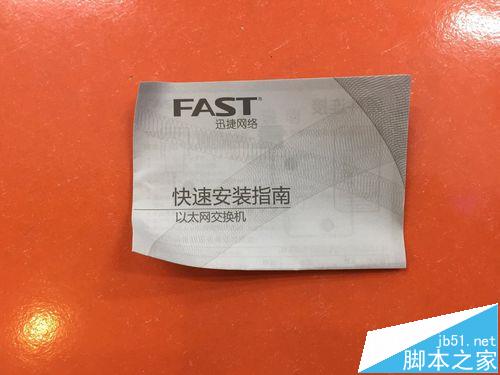 FAST®
迅捷网络
快速安装指南
以太网交换机
jb51.net
脚本之家